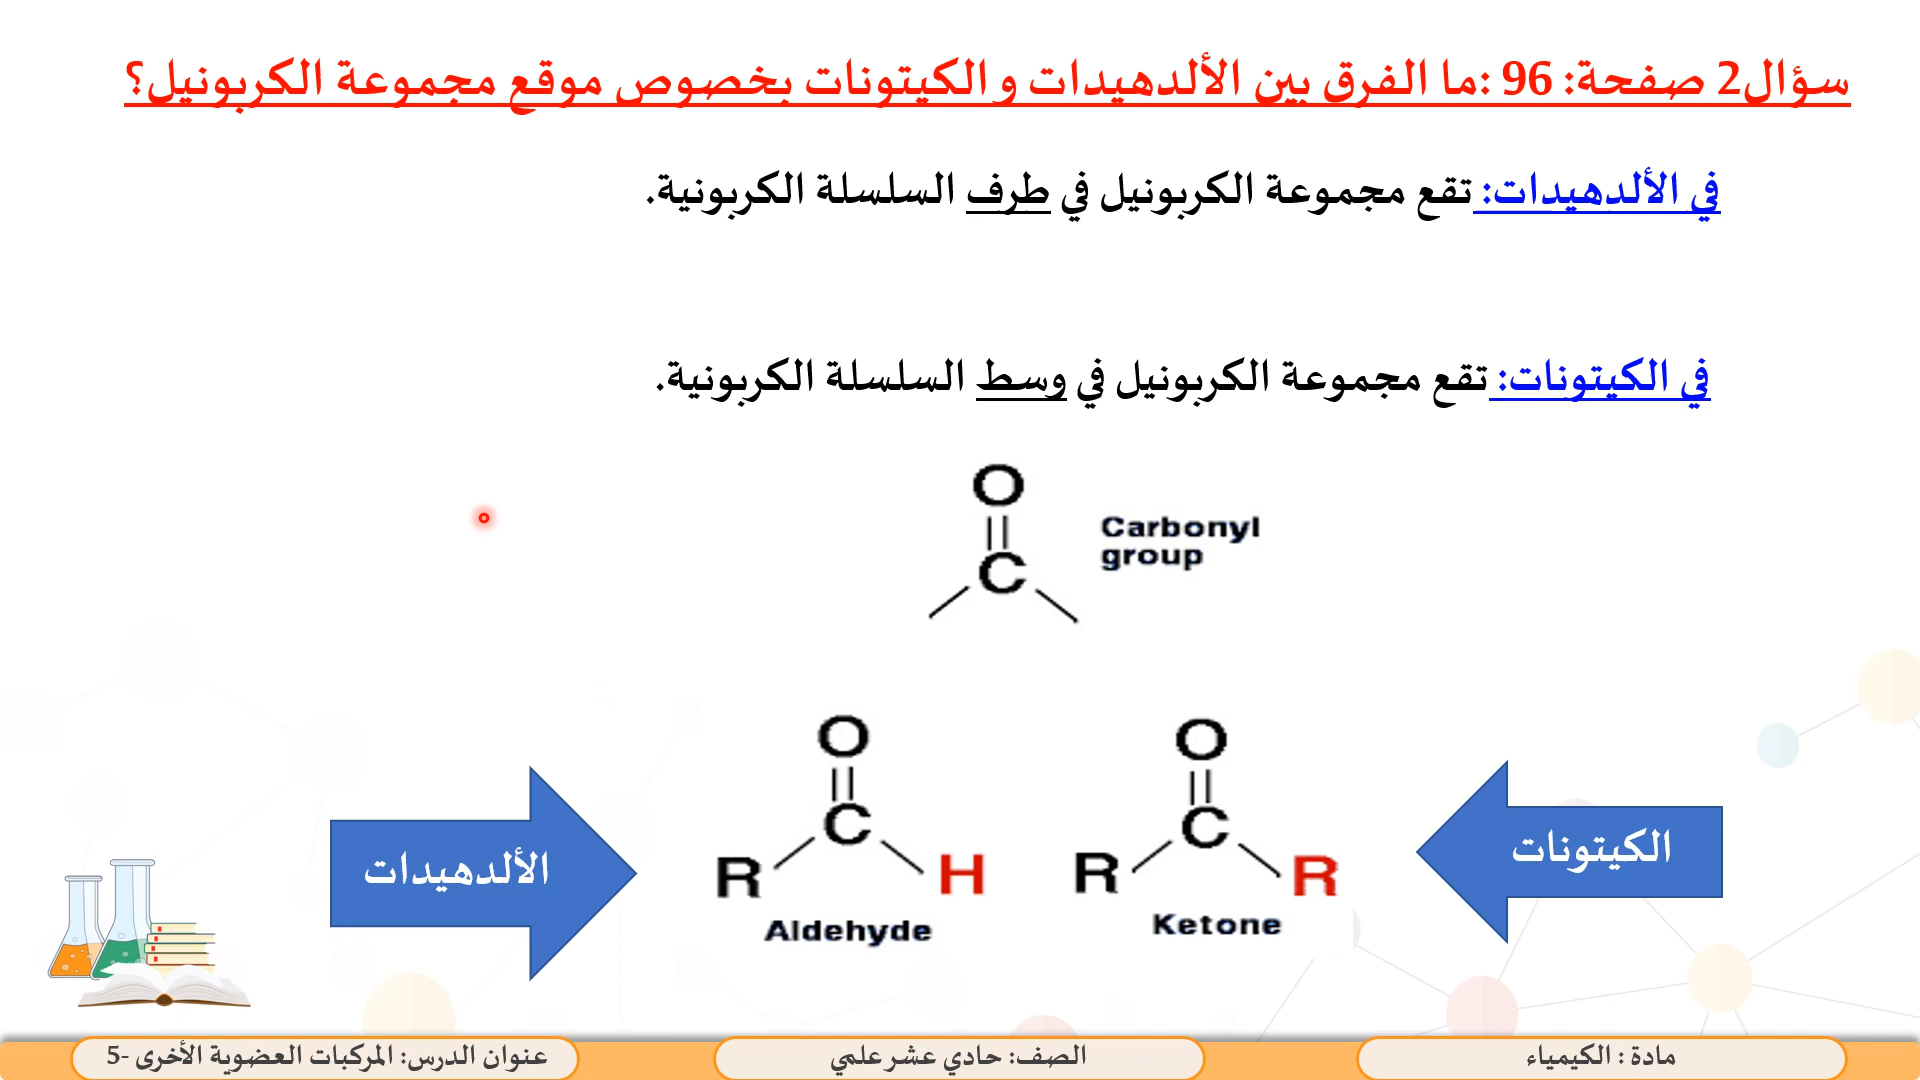 سؤال2 صفحة: 96 :ما الفرق بين الألدهيدات و الكيتونات بخصوص موقع مجموعة الكربونيل؟
في الألدهيدات: تقع مجموعة الكربونيل في طرف السلسلة الكربونية.
في الكيتونات: تقع مجموعة الكربونيل في وسط السلسلة الكربونية.
O
C
Carbonyl
group
O
C
R H
Aldehyde
O
C
R R
Ketone
الألدهيدات
الكيتونات
مادة : الكيمياء
الصف: حادي عشر علمي
عنوان الدرس: المركبات العضوية الأخرى -5